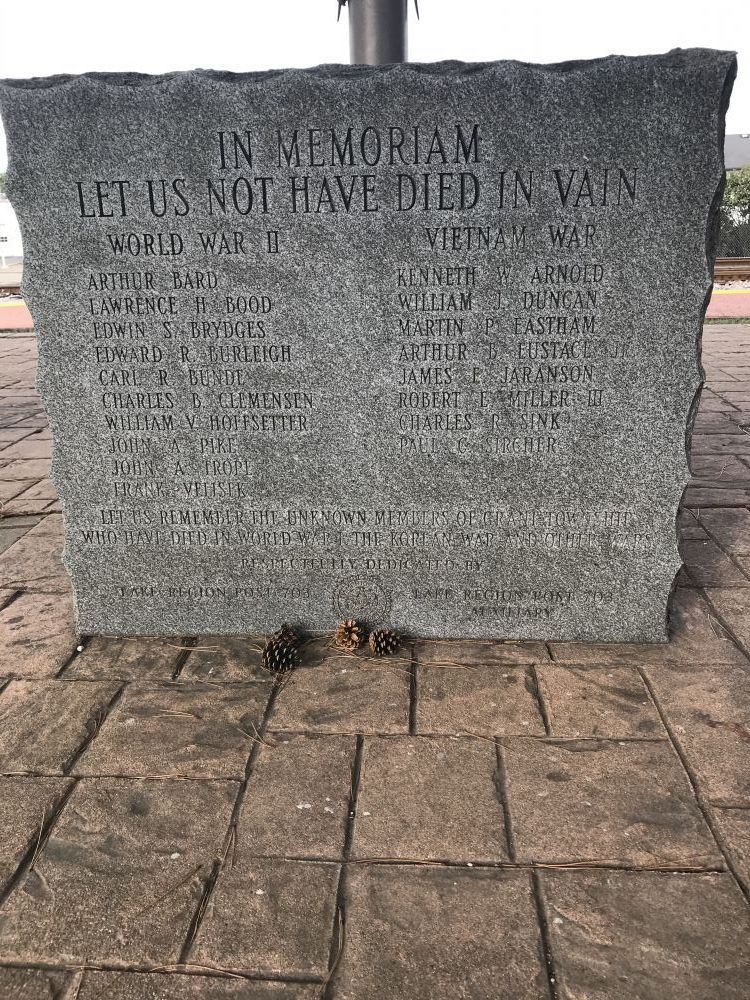 IN MEMORIAM
LET US NOT HAVE DIED IN VAIN
WORLD WAR II
ARTHUR BARD
LAWRENCE H BOOD
EDWIN S BRYDGES
EDWARD R BURLEIGH
CARL R BUNDE
CHARLES B CLEMENSEN
WILLIAM V HOFFSETTER
JOHN A PIKE
JOHN A TROPE
FRANK VELISEK
VIETNAM WAR
KENNETH W ARNOLD
WILLIAM J DUNCAN
MARTIN P EASTHAM
ARTHUR B EUSTACE JR
JAMES E JARANSON
ROBERT E MILLER III
CHARLES R SINK
PAUL C SIRCHER
LET US REMEMBER THE UNKNOWN MEMBERS OF GRANT TOWNSHIP
WHO HAVE DIED IN WORLD WAR I THE KOREAN WAR AND OTHER WARS
RESPECTFULLY DEDICATED BY
LAKE REGION POST 703
LAKE REGION POST 703
AUXILIARY